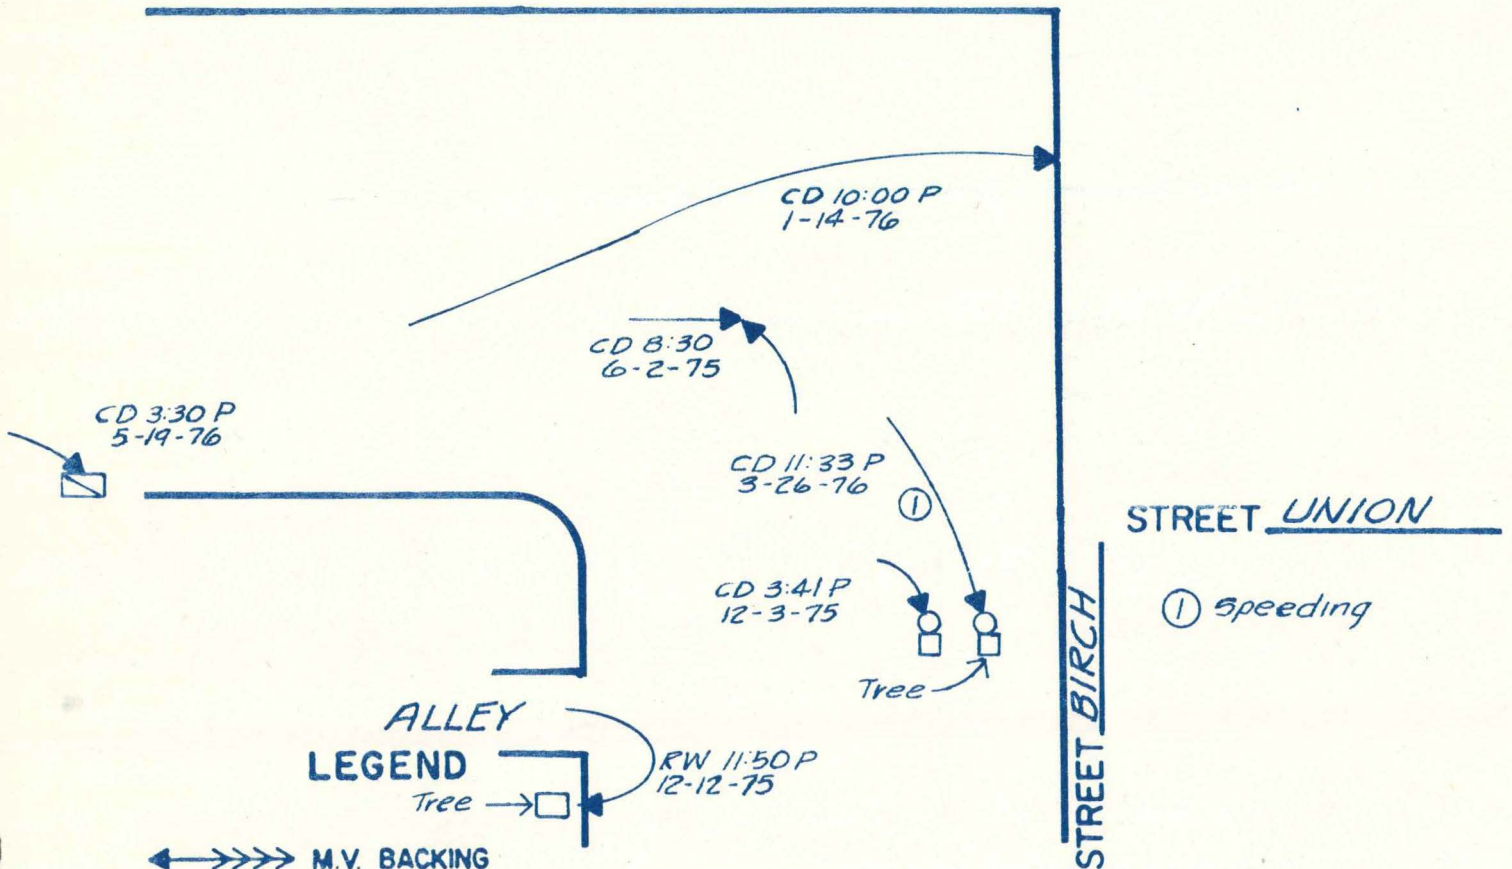 CD 10:00 P
1-14-76
CD 8:30
6-2-75
CD 3:30 P
5-19-76
CD 11:33 P
3-26-76
1
STREET UNION
CD 3:41 P
12-3-75
STREET BIRCH
1 Speeding
Tree
ALLEY
LEGEND
RW 11:50 P
12-12-75
Tree
M.V. BACKING